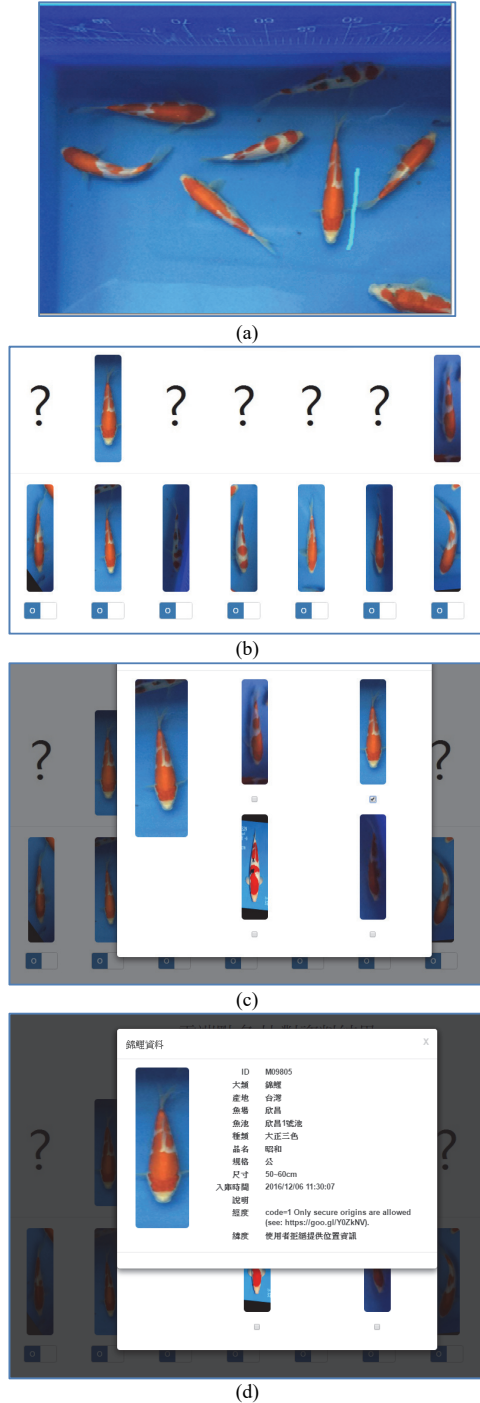 (a)
? ? ? ? ?
O O O O O O O
(b)
? ?
O O O O O O O
(c)
錦鯉資料 X
ID M09805
大類 錦鯉
產地 台灣
魚場 欣昌
魚池 欣昌1號池
種類 大正三色
品名 昭和
規格 公
尺寸 50~60cm
入庫時間 2016/12/06 11:30:07
說明
經度 code=1 Only secure origins are allowed
(see: https://goo.gl/Y0ZkNV).
緯度 使用者拒絕提供位置資訊
? ?
(d)